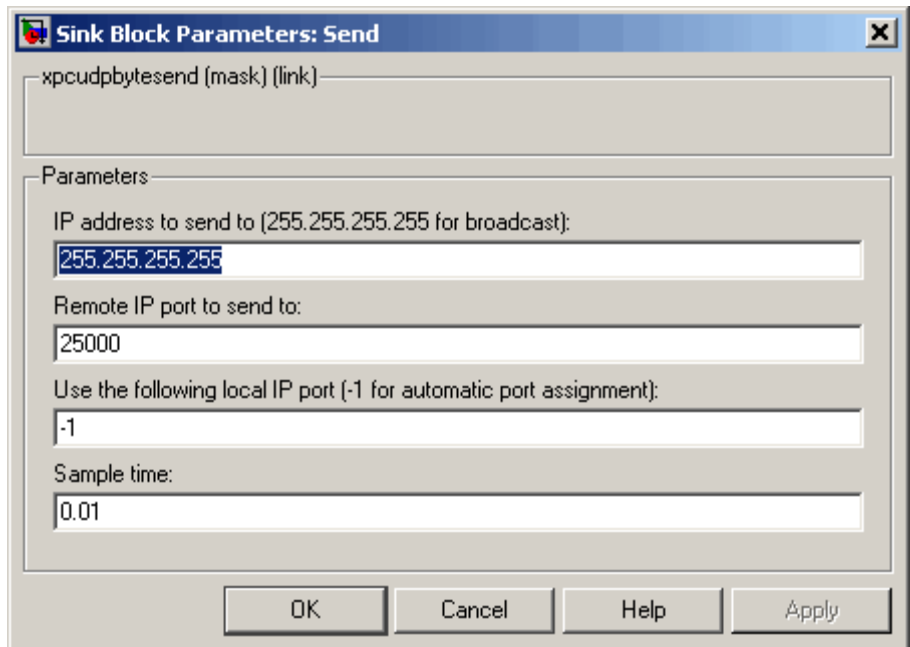 Sink Block Parameters: Send
xpcudpbytesend (mask) (link)
Parameters
IP address to send to (255.255.255.255 for broadcast):
255.255.255.255
Remote IP port to send to:
25000
Use the following local IP port (-1 for automatic port assignment):
-1
Sample time:
0.01
OK Cancel Help Apply